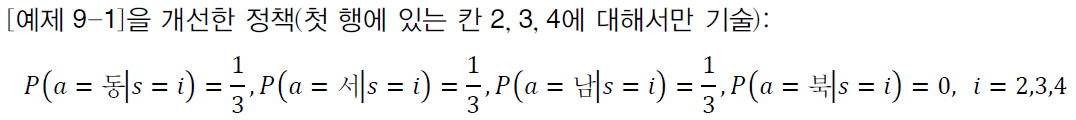 [예제 9-1]을 개선한 정책(첫 행에 있는 칸 2, 3, 4에 대해서만 기술):
P(a = 동|s = i) = 1/3, P(a = 서|s = i) = 1/3, P(a = 남|s = i) = 1/3, P(a = 북|s = i) = 0, i = 2,3,4